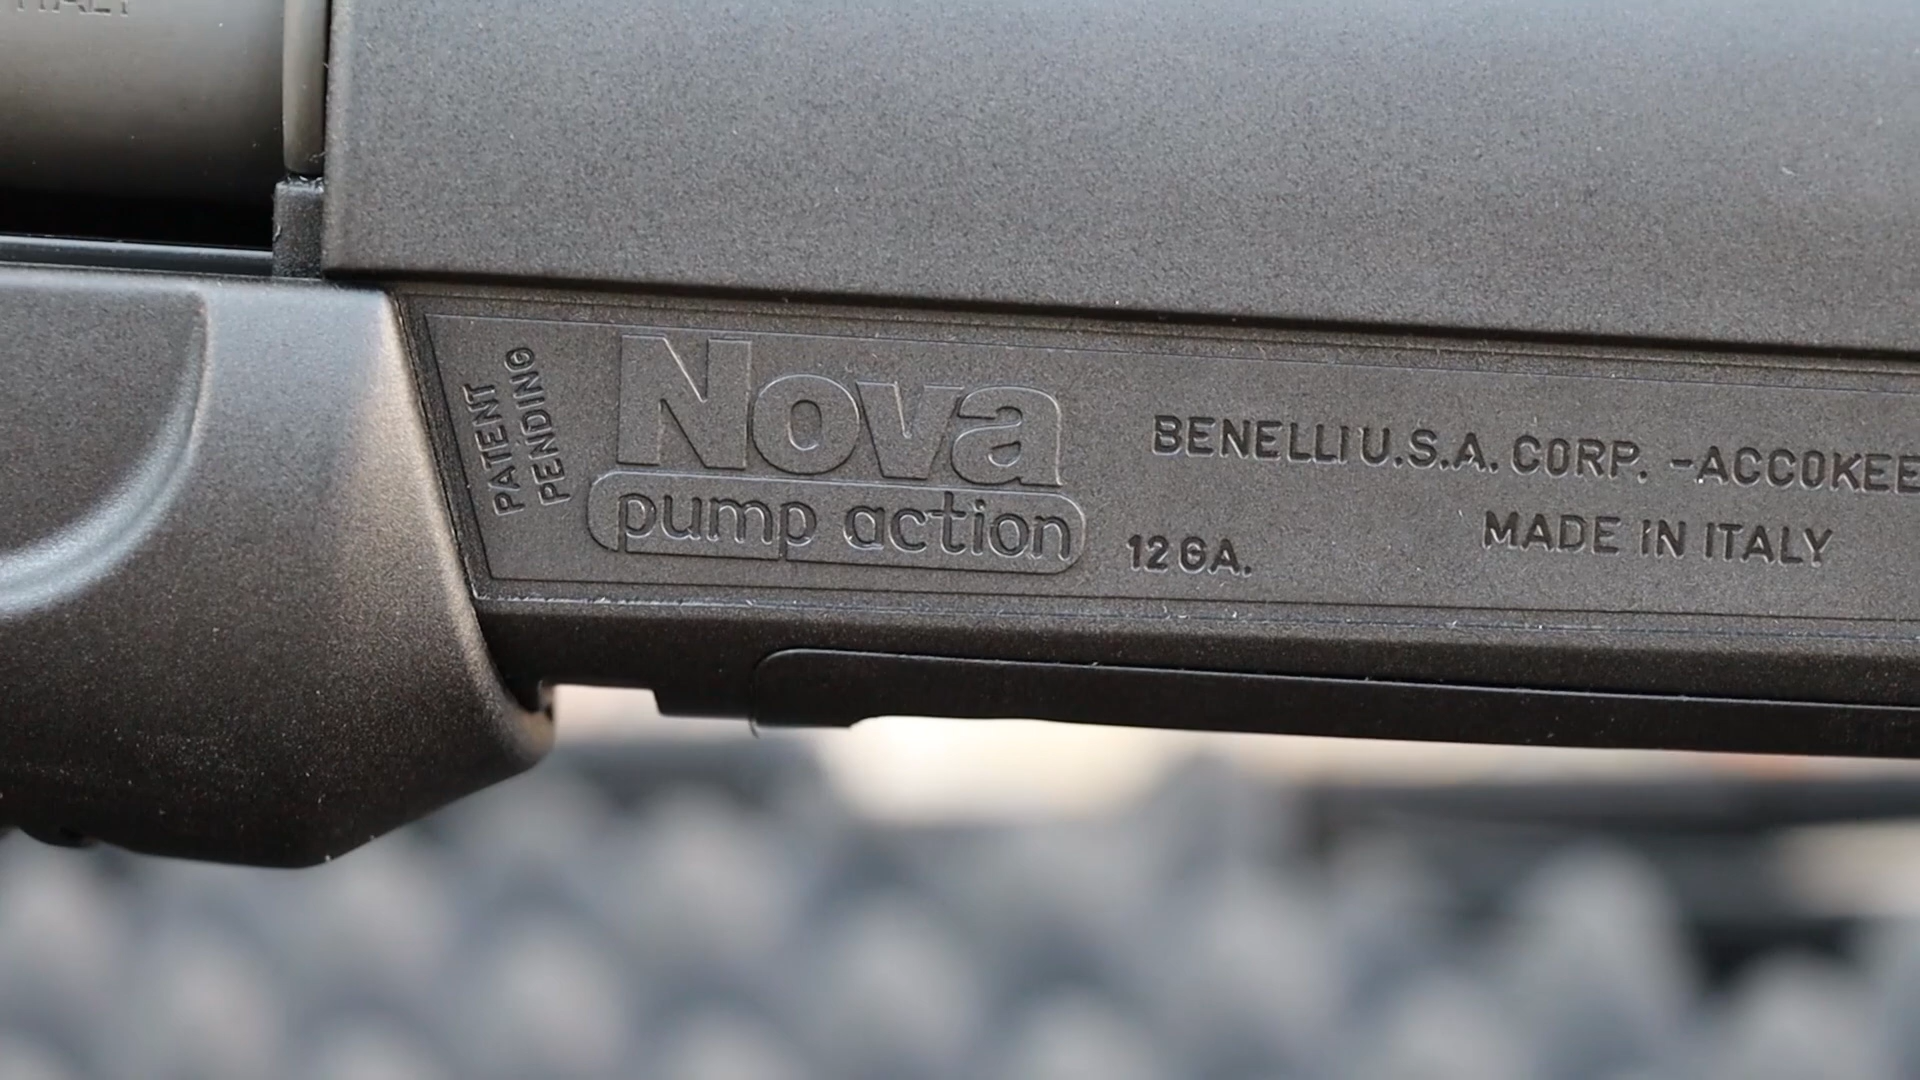 PATENT
PENDING
Nova
pump action
12 GA.
BENELLI U.S.A. CORP. -ACCOKEE
MADE IN ITALY